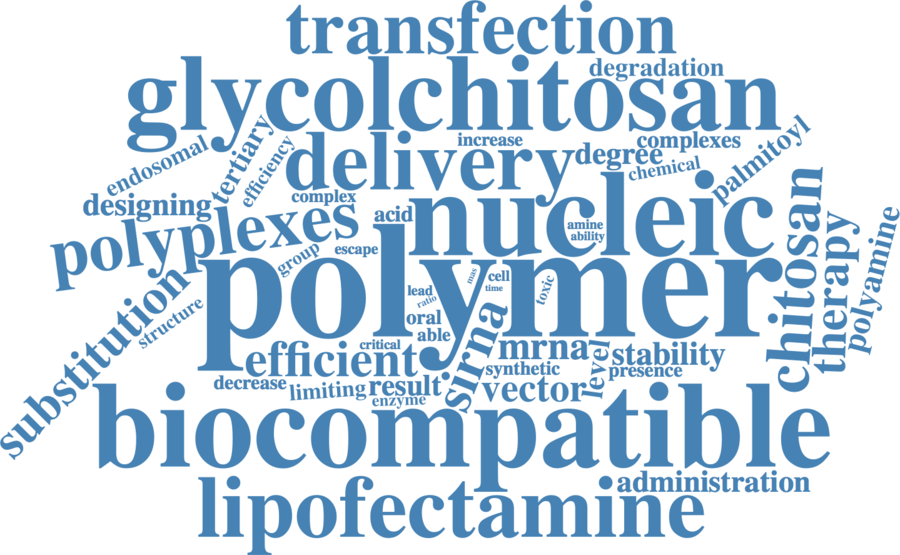 transfection
degradation
glycolchitosan
increase
complexes
palmitoyl
endosomal
tertiary
efficiency
delivery
degree
chemical
designing
complex
acid
nucleic
amine
ability
chitosan
therapy
polyamine
polyplexes
group
escape
polymer
mas
cell
time
toxic
lead
ratio
substitution
structure
oral
able
sirna
critical
mrna
level
stability
efficient
synthetic
presence
decrease
limiting
result
enzyme
vector
biocompatible
administration
lipofectamine